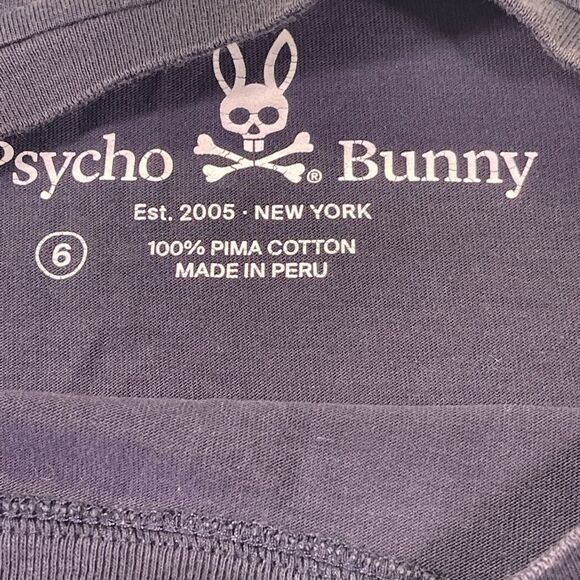 Psycho ® Bunny
Est. 2005 · NEW YORK
6
100% PIMA COTTON
MADE IN PERU